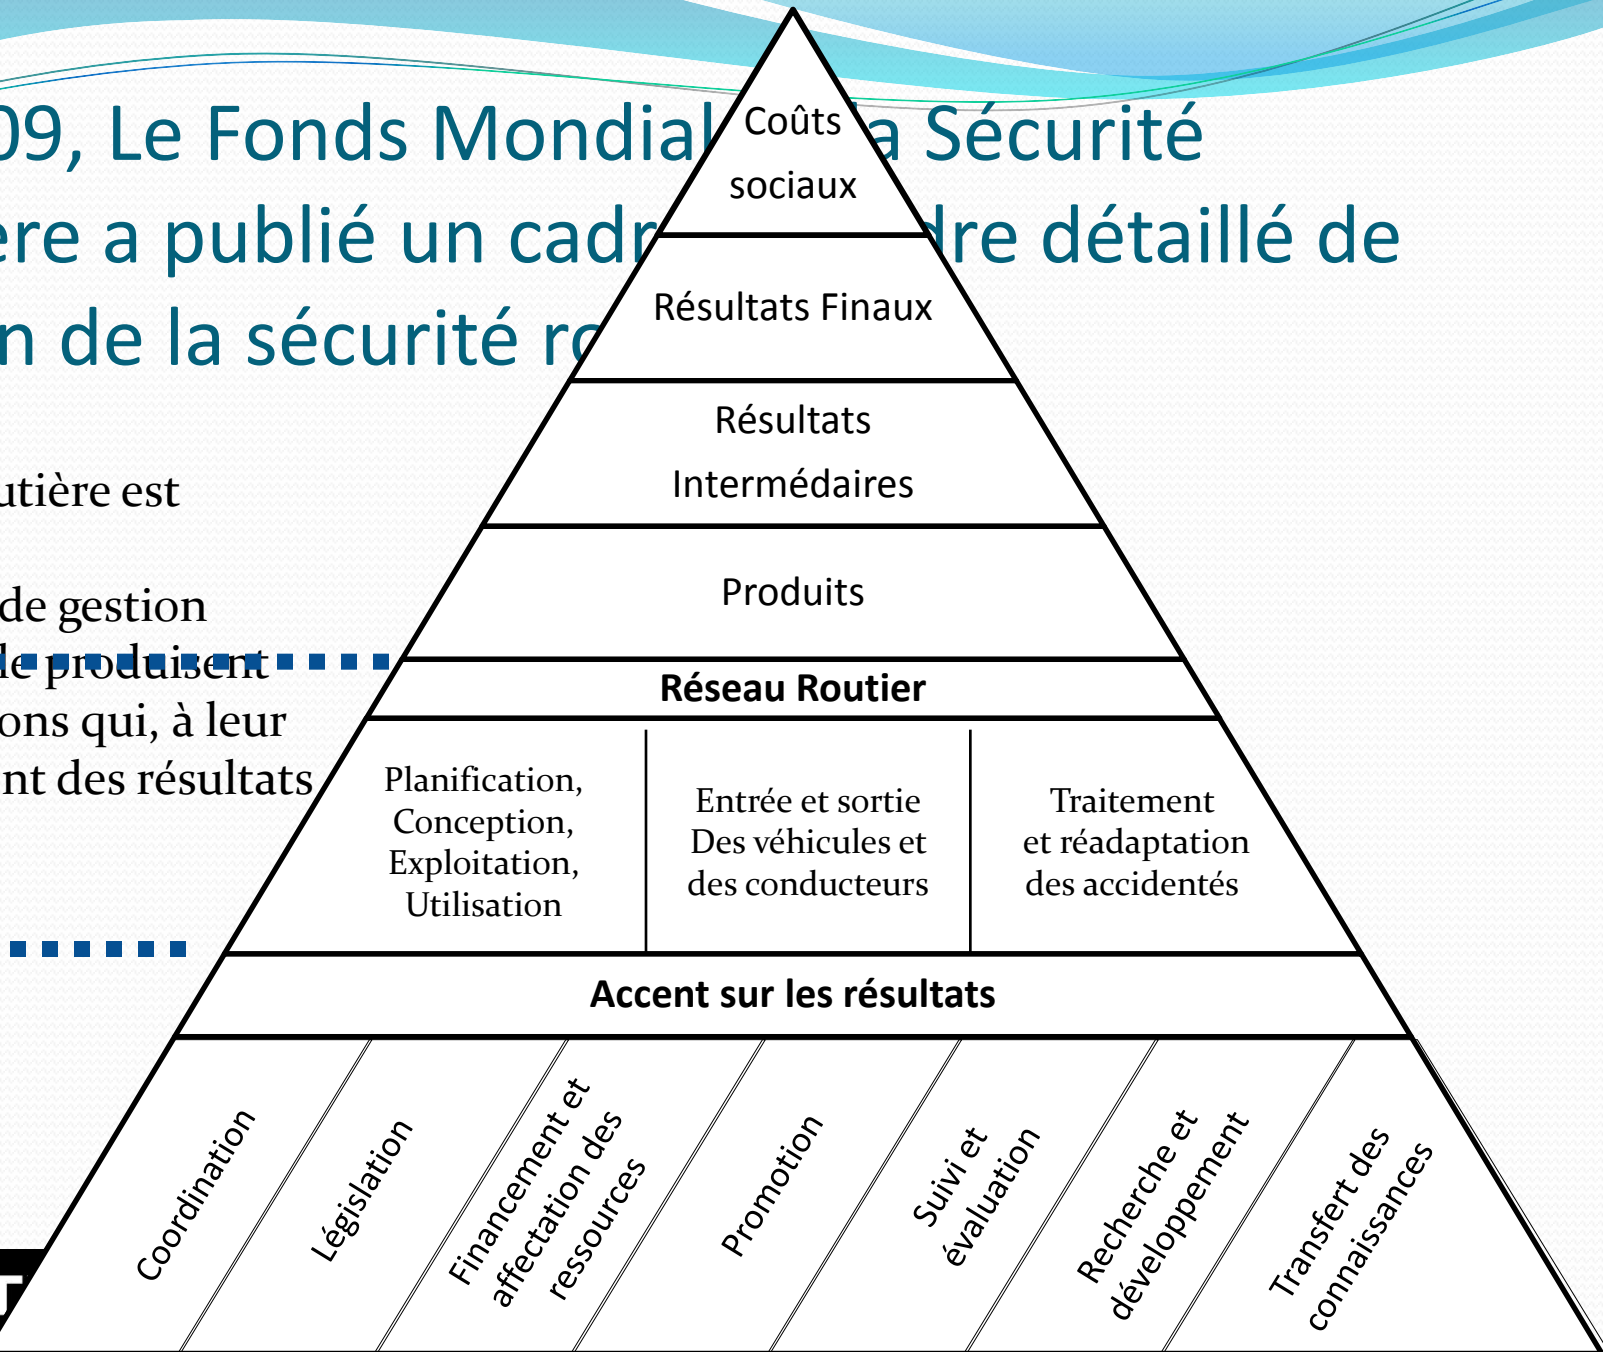 09, Le Fonds Mondial la Sécurité
ère a publié un cadr dre détaillé de
n de la sécurité ro
utière est
de gestion
le produisent
ons qui, à leur
nt des résultats
Coûts
sociaux
Résultats Finaux
Résultats
Intermédaires
Produits
Réseau Routier
Planification,
Conception,
Exploitation,
Utilisation
Entrée et sortie
Des véhicules et
des conducteurs
Traitement
et réadaptation
des accidentés
Accent sur les résultats
Coordination
Législation
Financement et
affectation des
ressources
Promotion
Suivi et
évaluation
Recherche et
développement
Transfert des
connaissances
T